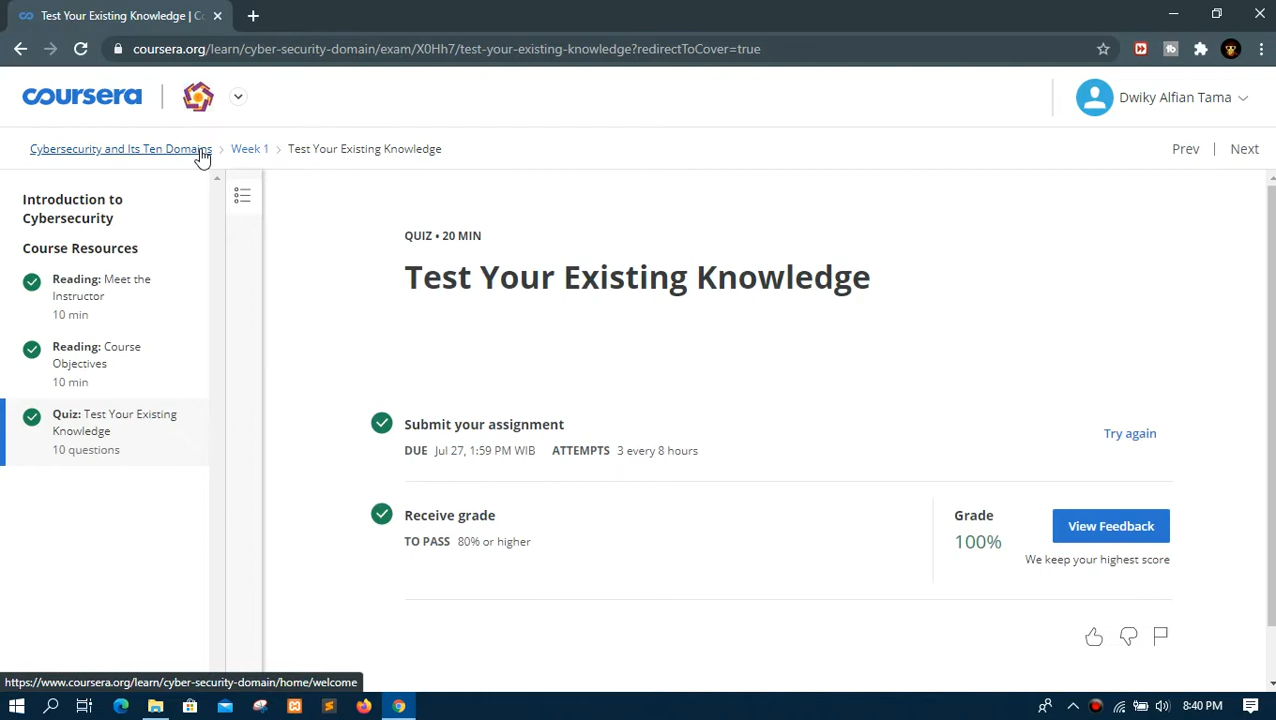 Test Your Existing Knowledge | Co
coursera.org/learn/cyber-security-domain/exam/X0Hh7/test-your-existing-knowledge?redirectToCover=true
coursera
Dwiky Alfian Tama
Cybersecurity and Its Ten Domains > Week 1 > Test Your Existing Knowledge
Prev | Next
Introduction to
Cybersecurity
Course Resources
Reading: Meet the
Instructor
10 min
Reading: Course
Objectives
10 min
Quiz: Test Your Existing
Knowledge
10 questions
QUIZ • 20 MIN
Test Your Existing Knowledge
Submit your assignment
DUE Jul 27, 1:59 PM WIB ATTEMPTS 3 every 8 hours
Try again
Receive grade
TO PASS 80% or higher
Grade
100%
View Feedback
We keep your highest score
https://www.coursera.org/learn/cyber-security-domain/home/welcome
8:40 PM